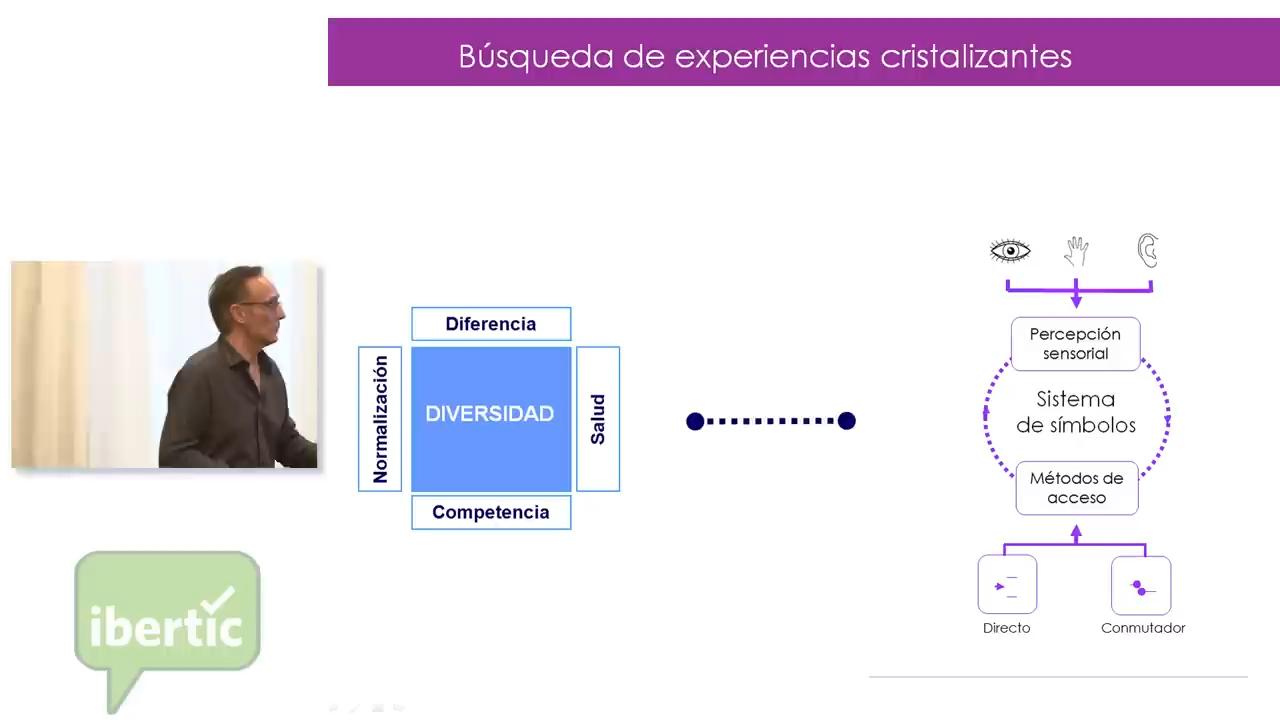 Búsqueda de experiencias cristalizantes
Diferencia
Normalización
DIVERSIDAD
Salud
Competencia
Percepción
sensorial
Sistema
de símbolos
Métodos de
acceso
Directo
Conmutador
ibertic